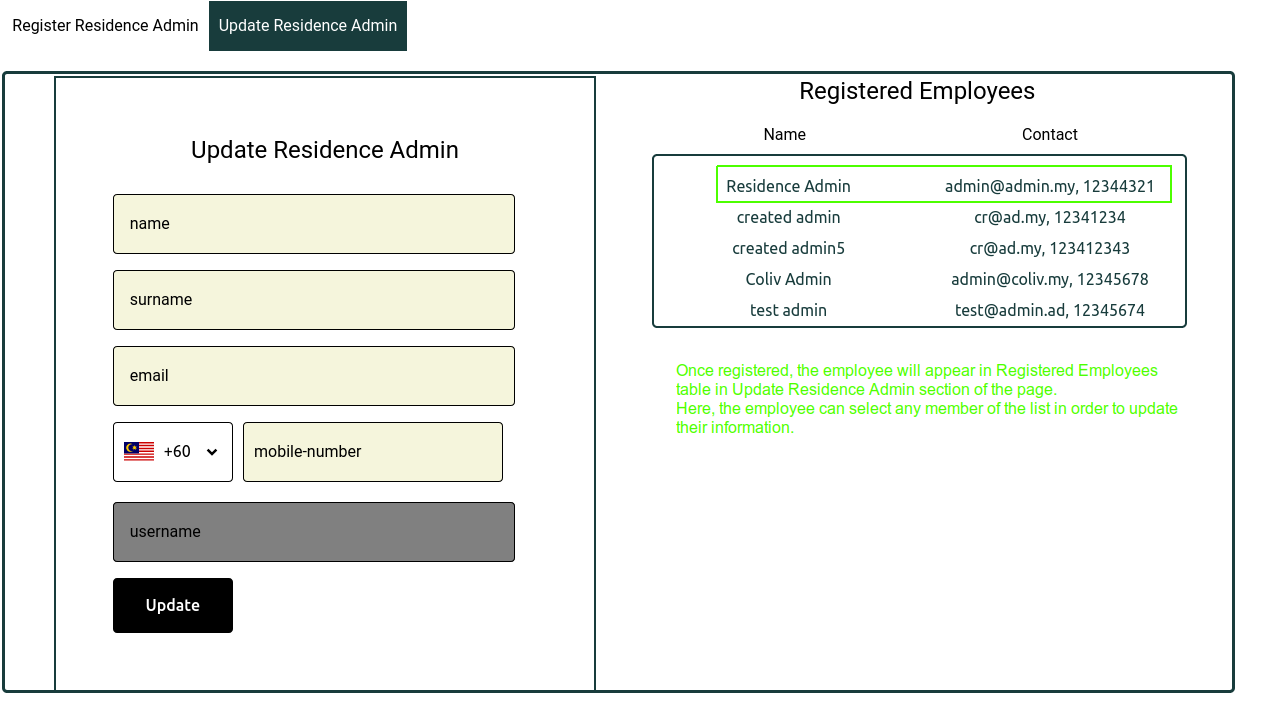 Register Residence Admin Update Residence Admin
Update Residence Admin
name
surname
email
+60 mobile-number
username
Update
Registered Employees
Name Contact
Residence Admin admin@admin.my, 12344321
created admin cr@ad.my, 12341234
created admin5 cr@ad.my, 123412343
Coliv Admin admin@coliv.my, 12345678
test admin test@admin.ad, 12345674
Once registered, the employee will appear in Registered Employees
table in Update Residence Admin section of the page.
Here, the employee can select any member of the list in order to update
their information.